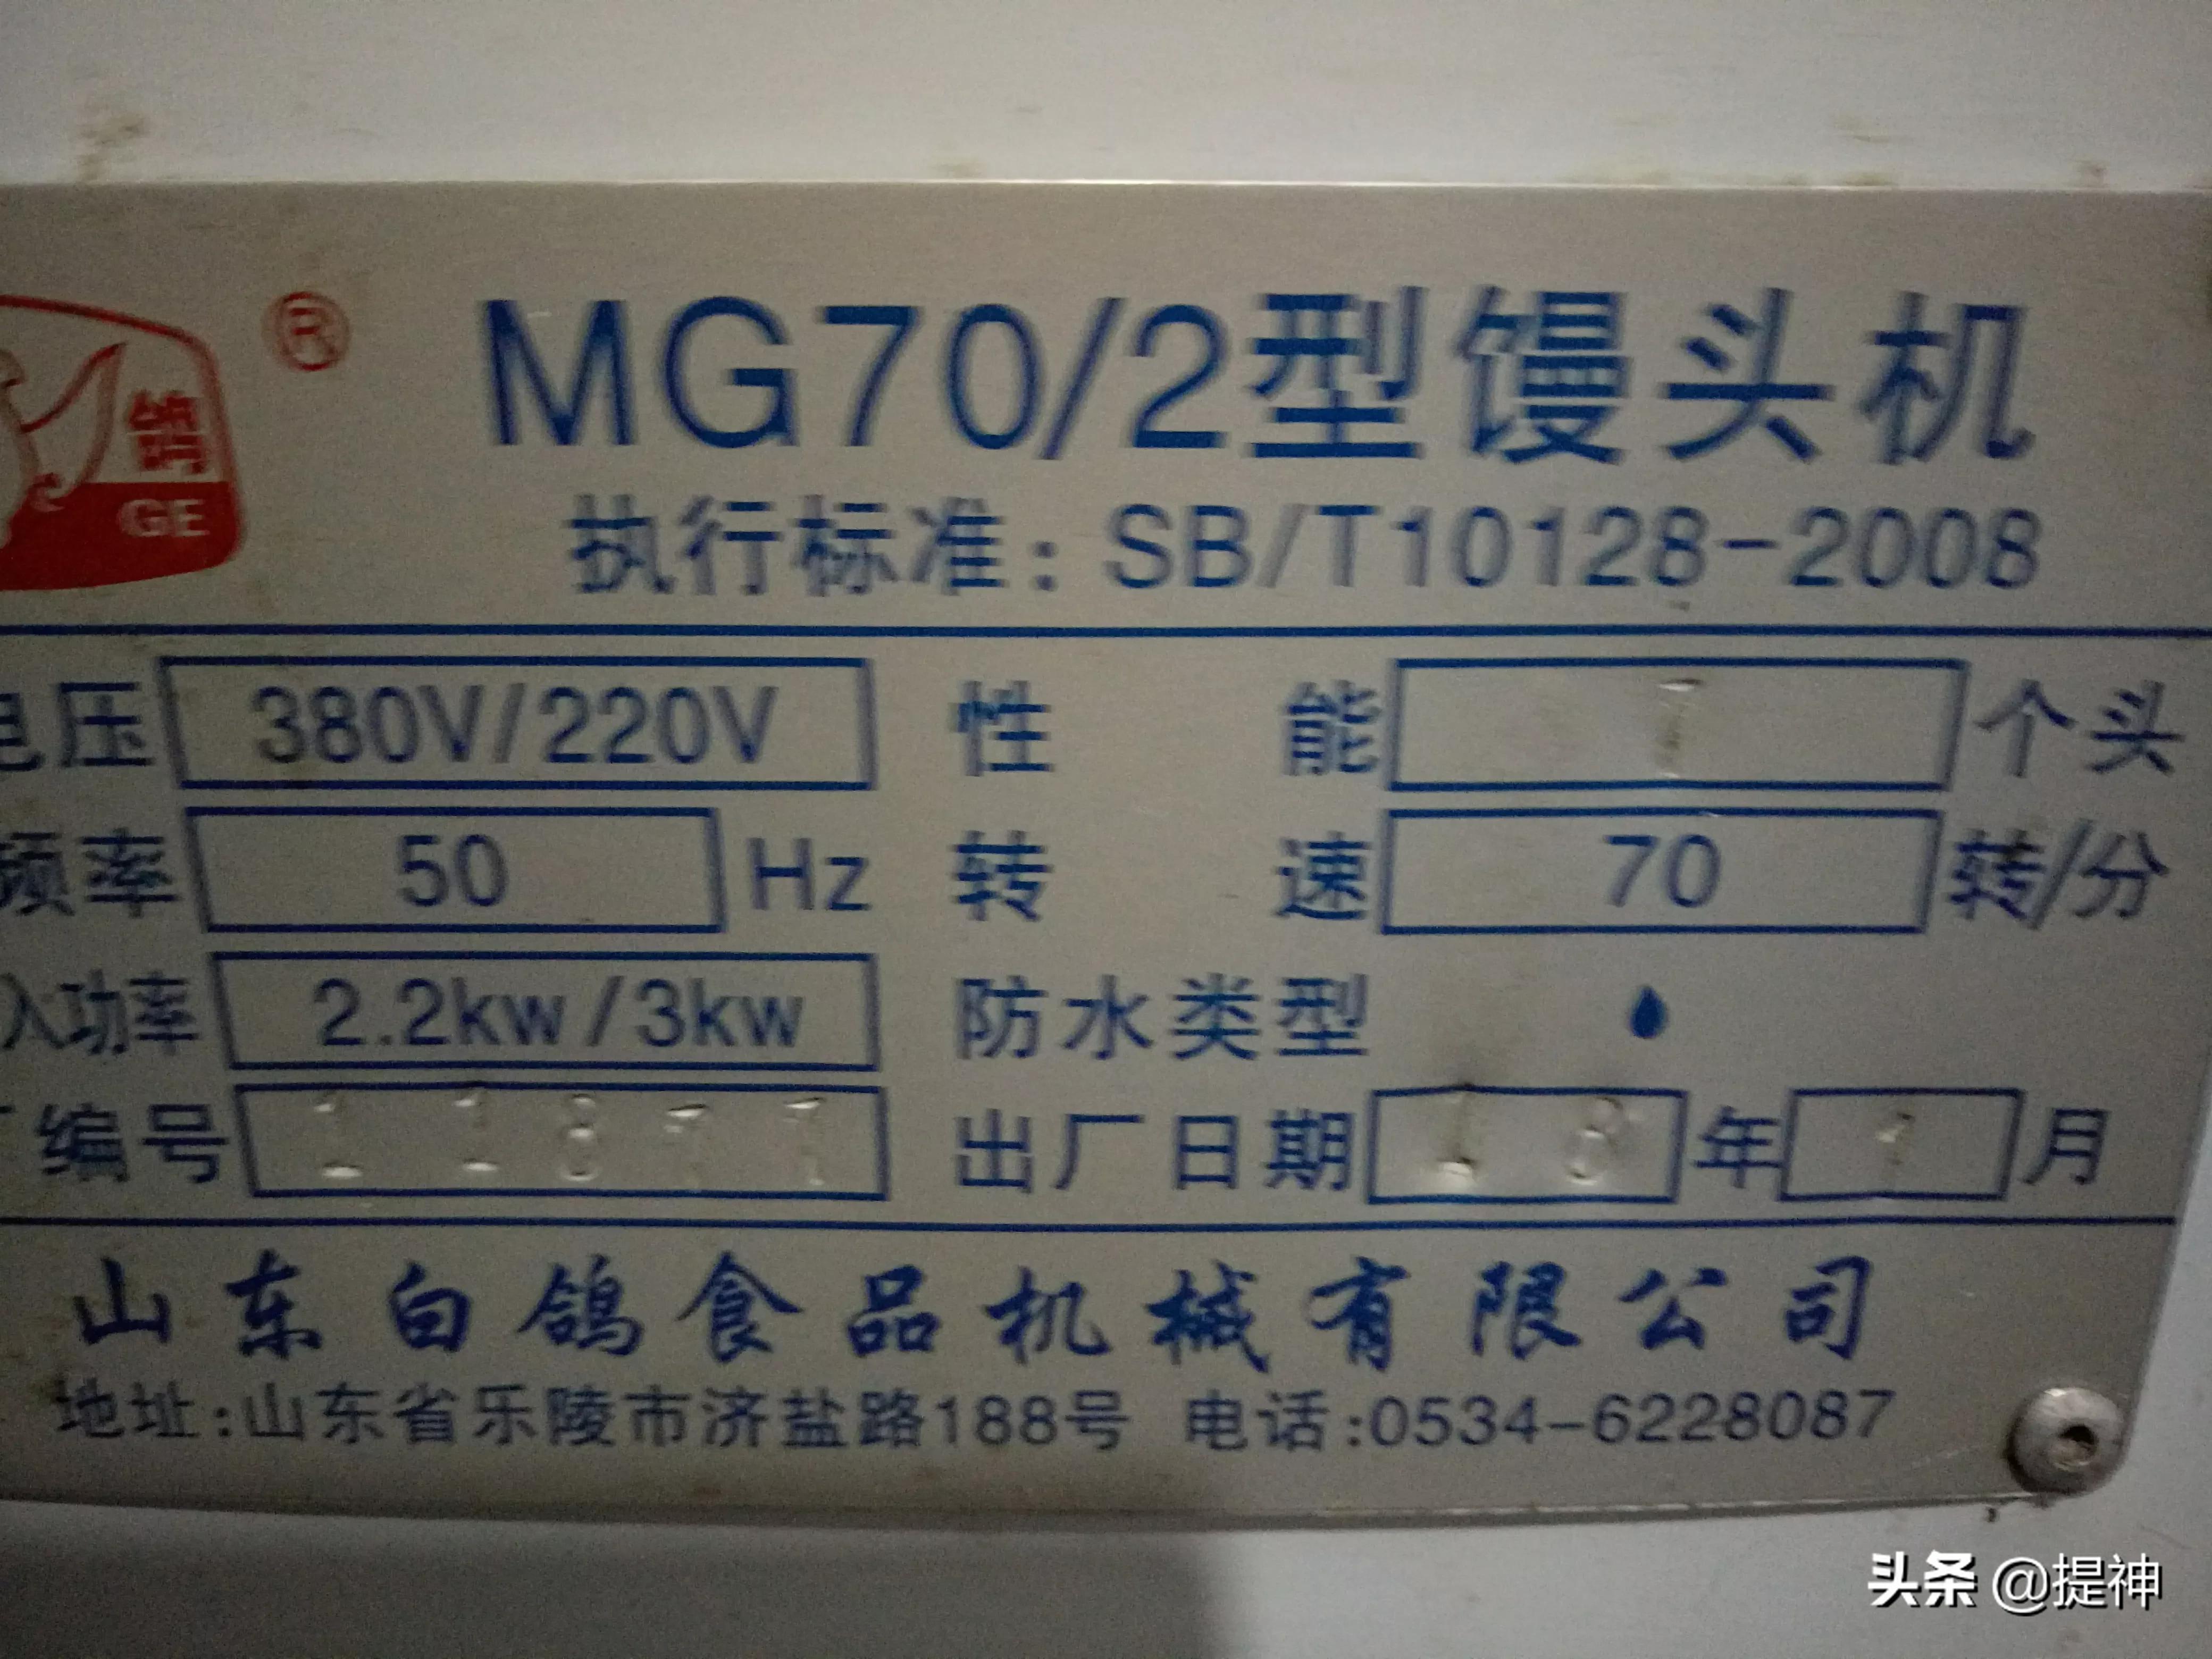 鸽
GE
®
MG70/2型馒头机
执行标准：SB/T10128-2008
电压 380V/220V 性能 个头
频率 50 Hz 转速 70 转/分
入功率 2.2kw/3kw 防水类型
编号 出厂日期 18 年 1 月
山东白鸽食品机械有限公司
地址:山东省乐陵市济盐路188号 电话:0534-6228087
头条 @提神